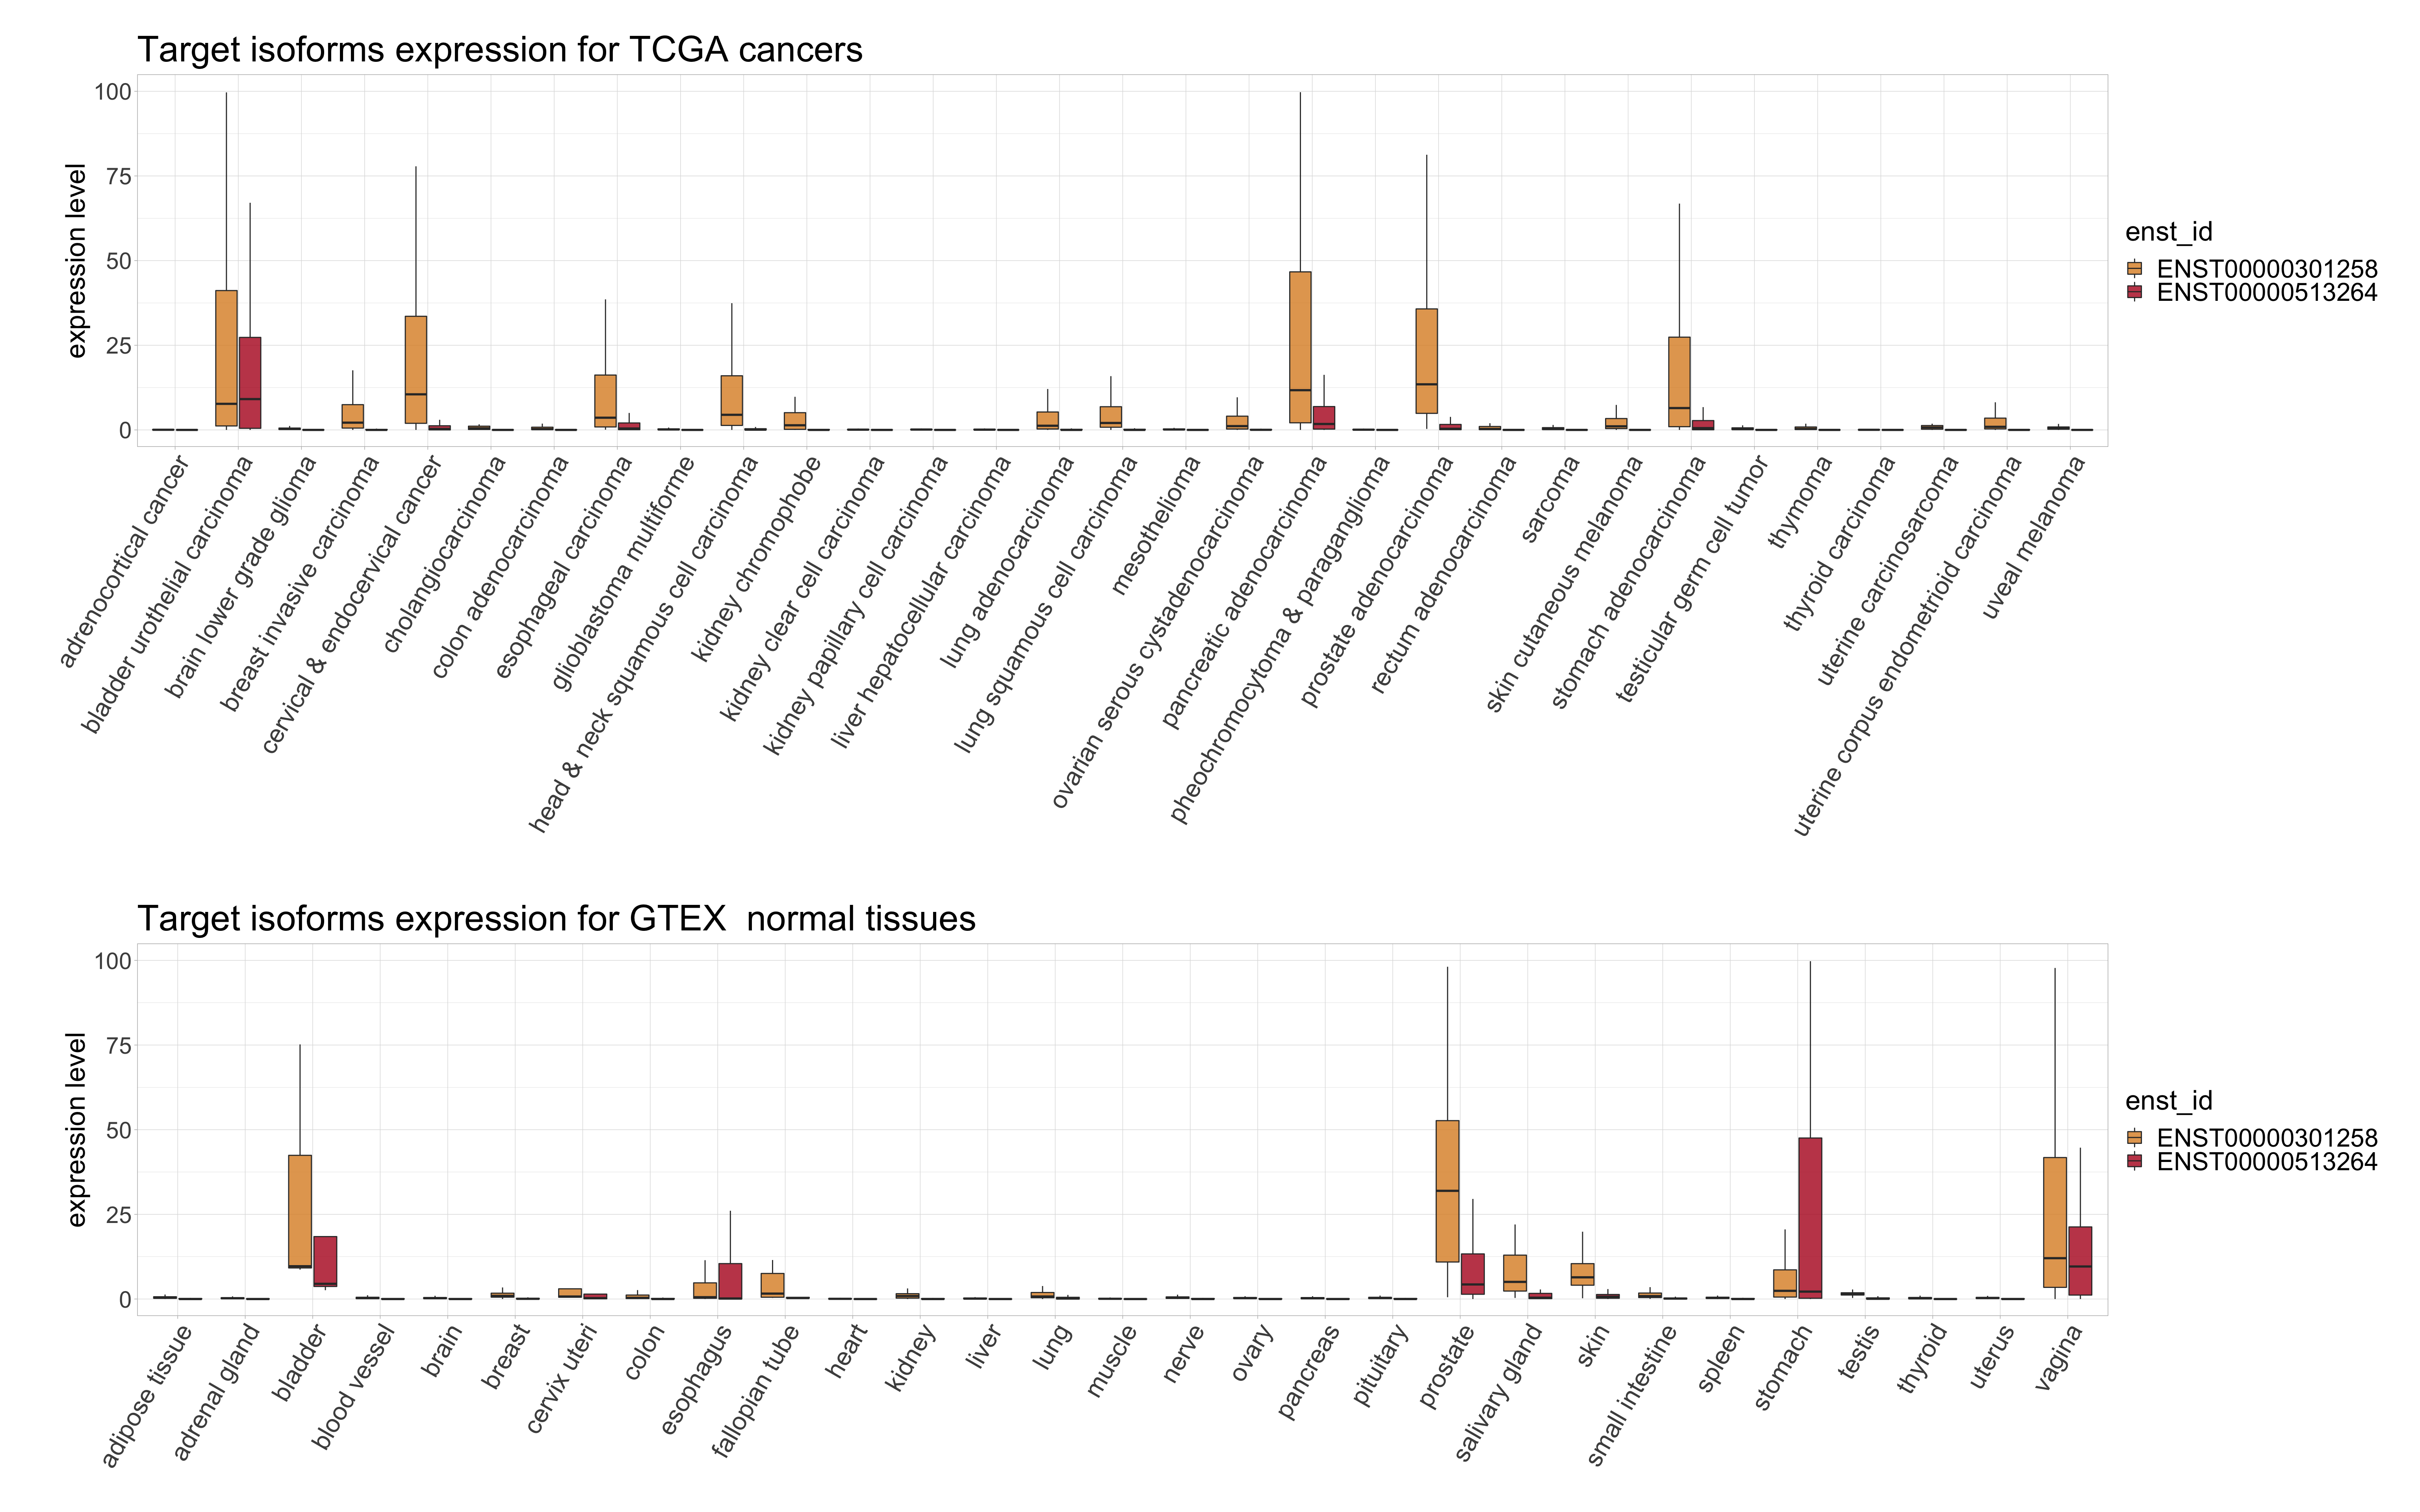 Target isoforms expression for TCGA cancers
expression level
100
75
50
25
0
adrenocortical cancer
bladder urothelial carcinoma
brain lower grade glioma
breast invasive carcinoma
cervical & endocervical cancer
cholangiocarcinoma
colon adenocarcinoma
esophageal carcinoma
glioblastoma multiforme
head & neck squamous cell carcinoma
kidney chromophobe
kidney clear cell carcinoma
kidney papillary cell carcinoma
liver hepatocellular carcinoma
lung adenocarcinoma
lung squamous cell carcinoma
mesothelioma
ovarian serous cystadenocarcinoma
pancreatic adenocarcinoma
pheochromocytoma & paraganglioma
prostate adenocarcinoma
rectum adenocarcinoma
sarcoma
skin cutaneous melanoma
stomach adenocarcinoma
testicular germ cell tumor
thymoma
thyroid carcinoma
uterine carcinosarcoma
uterine corpus endometrioid carcinoma
uveal melanoma
enst_id
ENST00000301258
ENST00000513264
Target isoforms expression for GTEX  normal tissues
expression level
100
75
50
25
0
adipose tissue
adrenal gland
bladder
blood vessel
brain
breast
cervix uteri
colon
esophagus
fallopian tube
heart
kidney
liver
lung
muscle
nerve
ovary
pancreas
pituitary
prostate
salivary gland
skin
small intestine
spleen
stomach
testis
thyroid
uterus
vagina
enst_id
ENST00000301258
ENST00000513264